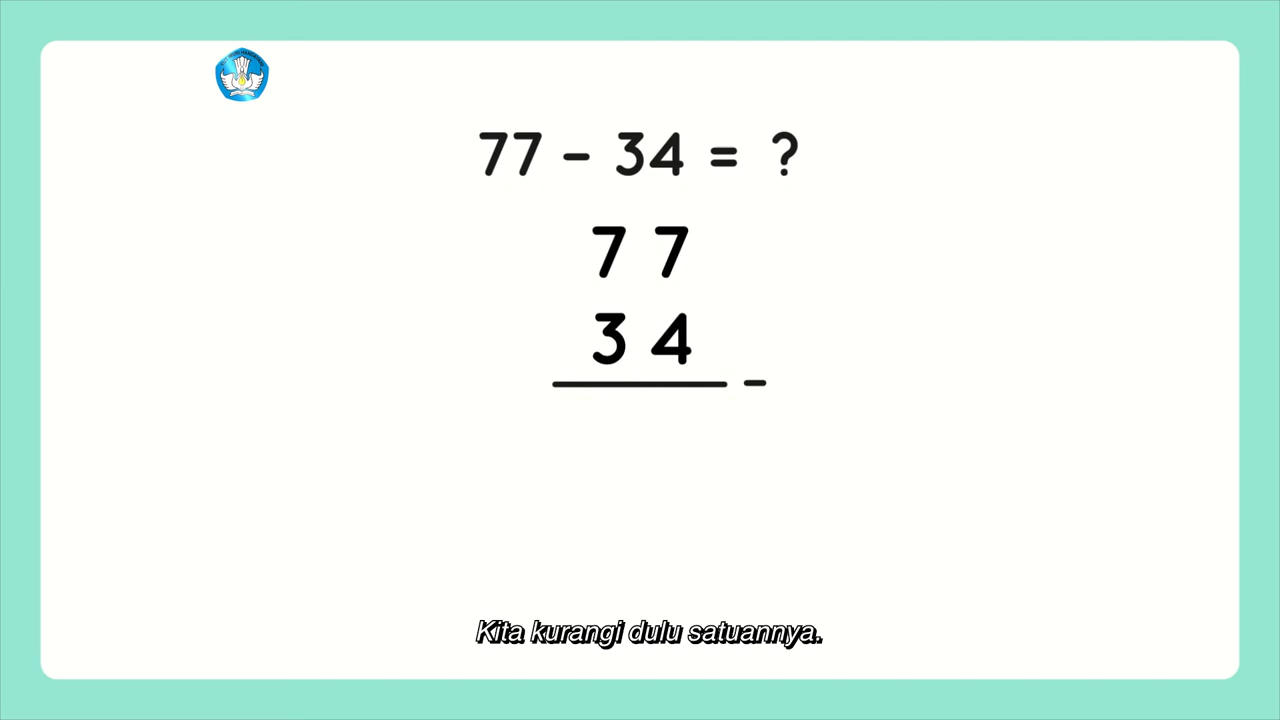 77 – 34 = ?
7 7
3 4
–
Kita kurangi dulu satuannya.